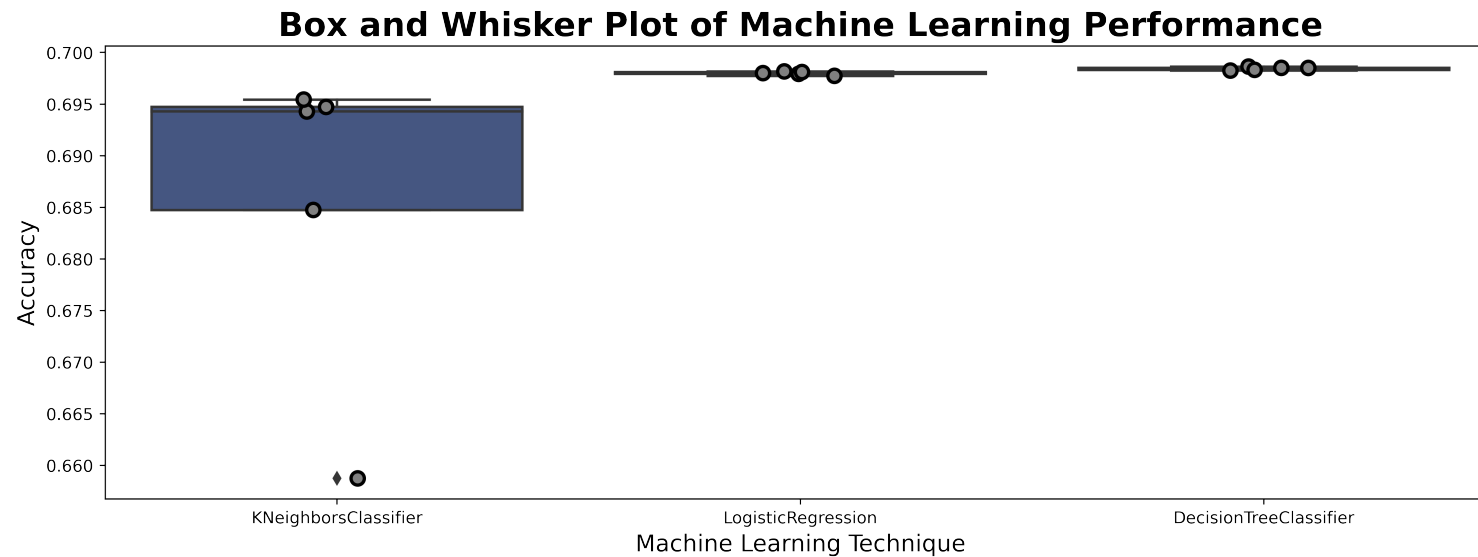 Box and Whisker Plot of Machine Learning Performance
0.700
0.695
0.690
0.685
0.680
0.675
0.670
0.665
0.660
Accuracy
KNeighborsClassifier
LogisticRegression
DecisionTreeClassifier
Machine Learning Technique